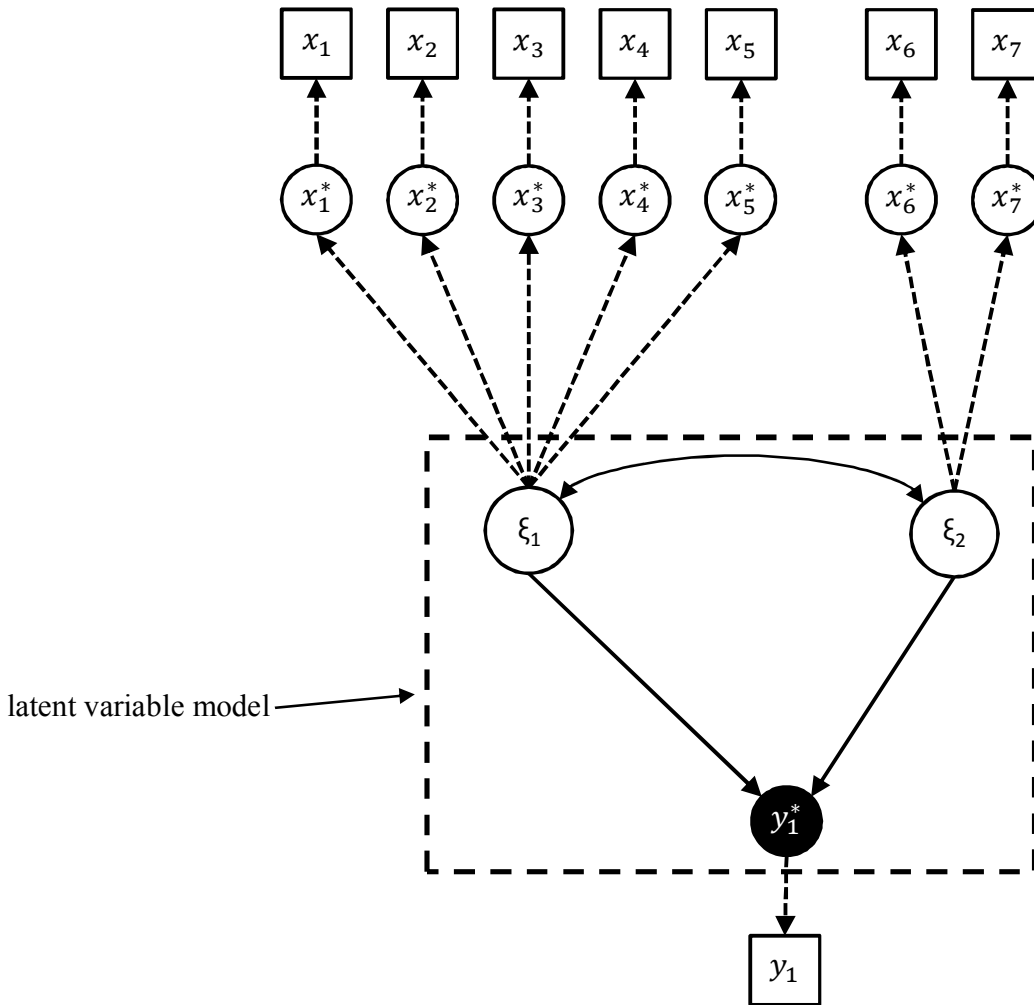 x₁ x₂ x₃ x₄ x₅ x₆ x₇
x₁* x₂* x₃* x₄* x₅* x₆* x₇*
ξ₁ ξ₂
latent variable model
y₁*
y₁